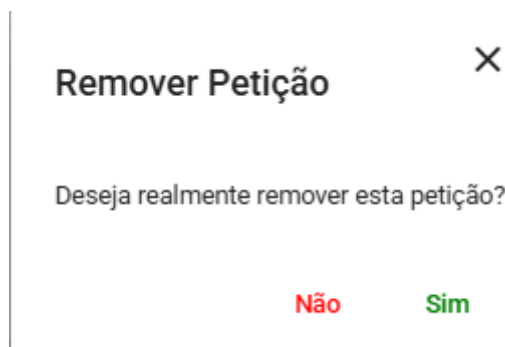 Remover Petição
Deseja realmente remover esta petição?
Não Sim